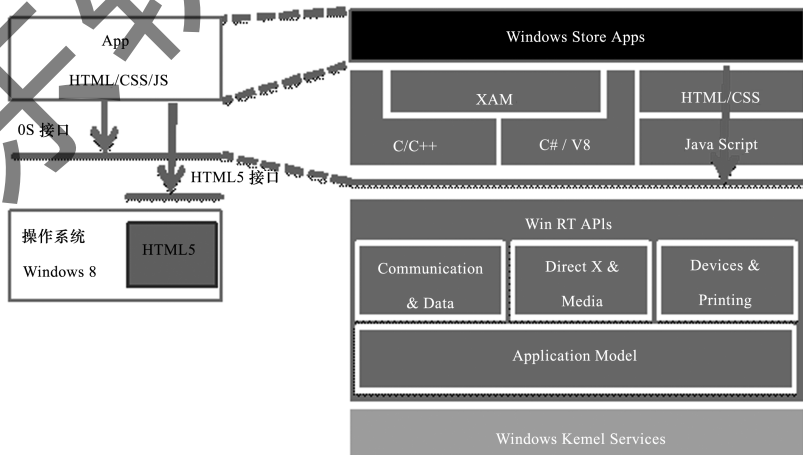 App
HTML/CSS/JS
0S 接口
HTML5 接口
操作系统
Windows 8
HTML5
Windows Store Apps
XAM
HTML/CSS
C/C++
C# / V8
Java Script
Win RT APIs
Communication
& Data
Direct X &
Media
Devices &
Printing
Application Model
Windows Kemel Services